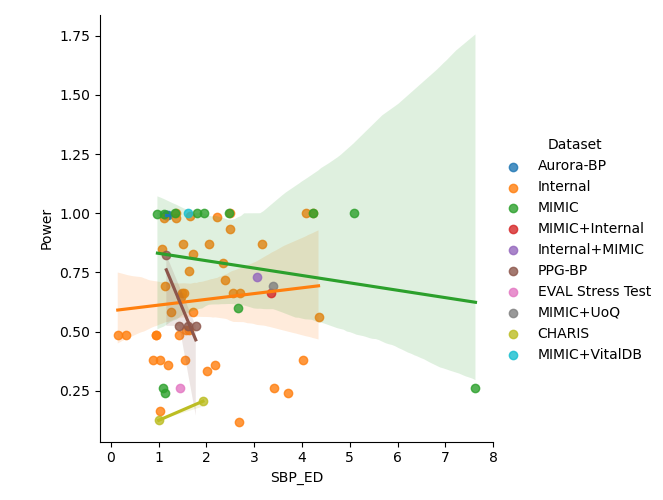 1.75
1.50
1.25
1.00
0.75
0.50
0.25
Power
0 1 2 3 4 5 6 7 8
SBP_ED
Dataset
Aurora-BP
Internal
MIMIC
MIMIC+Internal
Internal+MIMIC
PPG-BP
EVAL Stress Test
MIMIC+UoQ
CHARIS
MIMIC+VitalDB